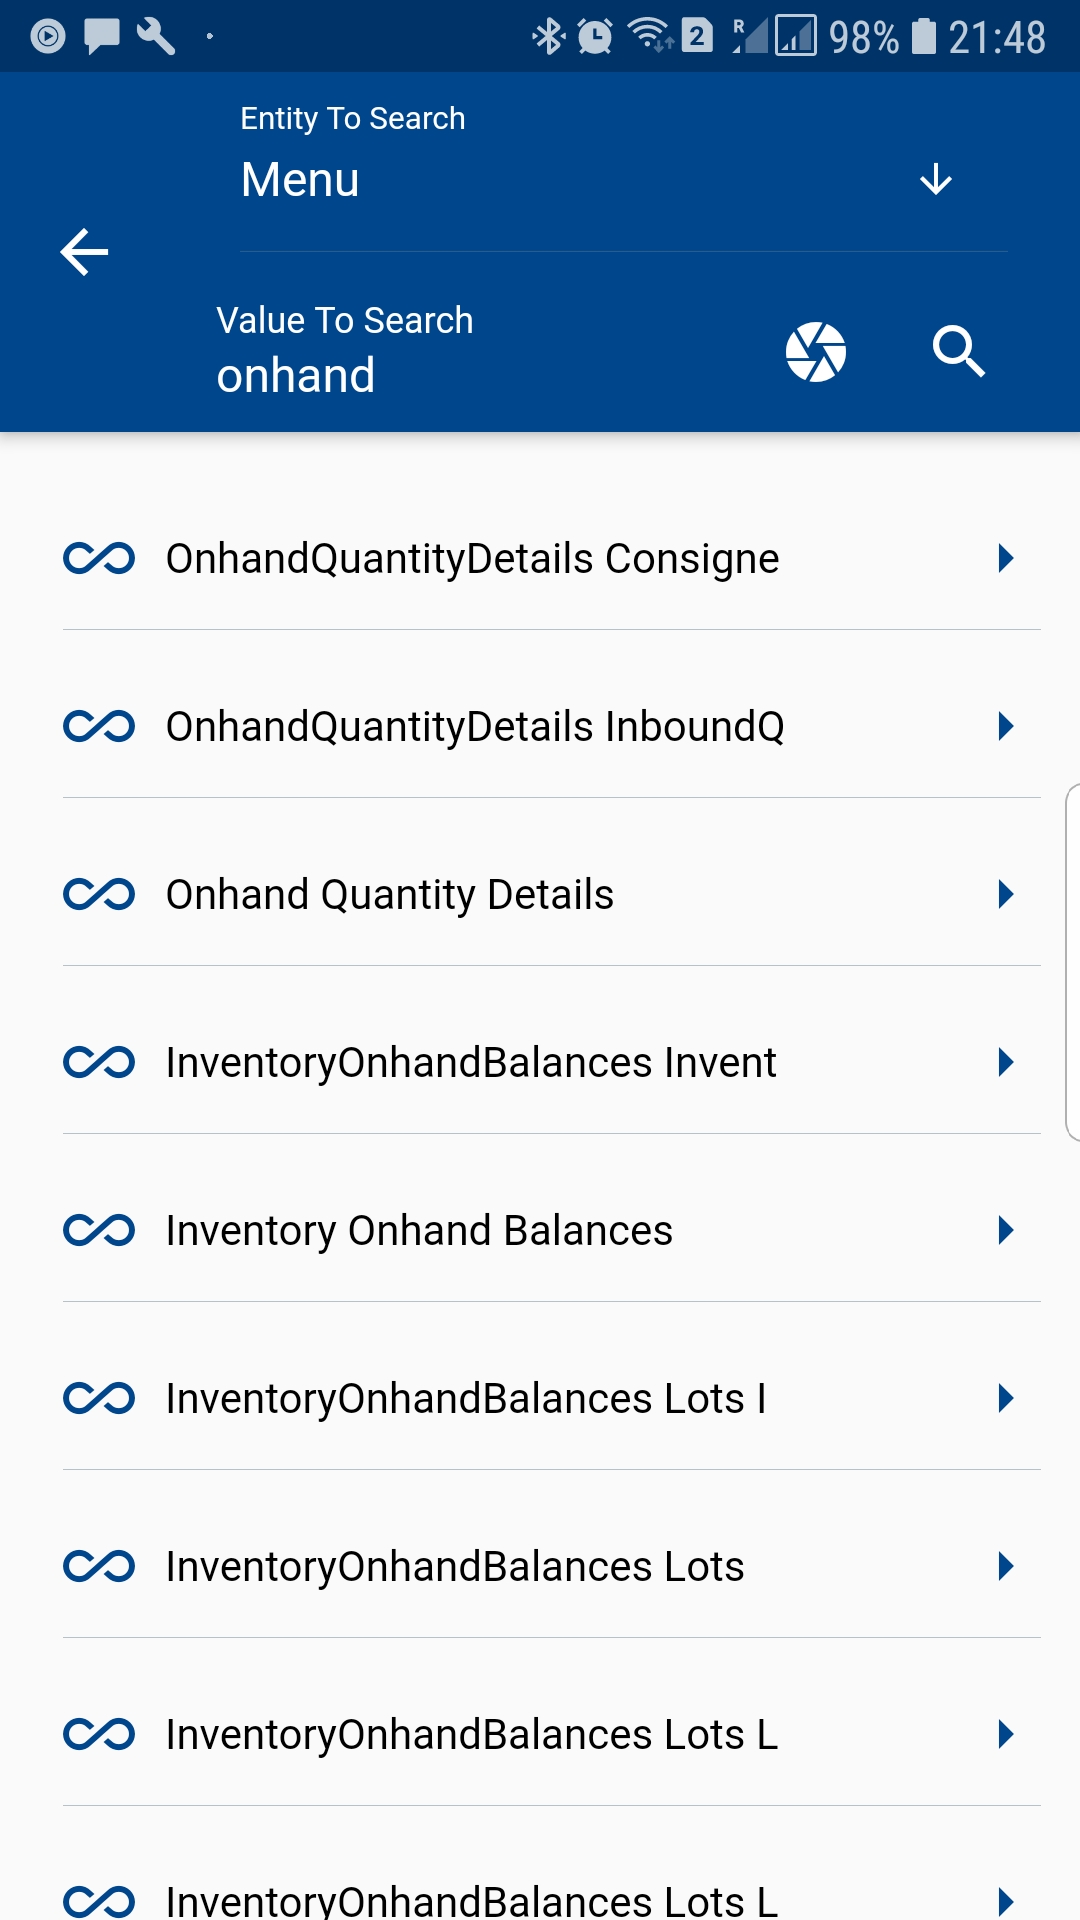 2 R 98% 21:48
Entity To Search
Menu
Value To Search
onhand
OnhandQuantityDetails Consigne
OnhandQuantityDetails InboundQ
Onhand Quantity Details
InventoryOnhandBalances Invent
Inventory Onhand Balances
InventoryOnhandBalances Lots I
InventoryOnhandBalances Lots
InventoryOnhandBalances Lots L
InventoryOnhandBalances Lots L